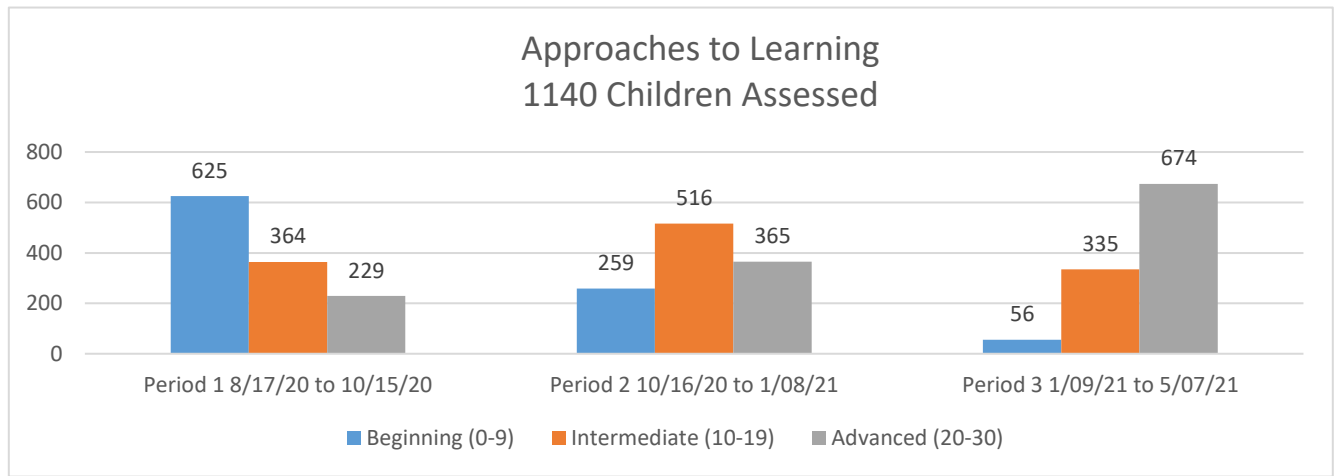 Approaches to Learning
1140 Children Assessed
800
600
400
200
0
625
364
229
259
516
365
56
335
674
Period 1 8/17/20 to 10/15/20
Period 2 10/16/20 to 1/08/21
Period 3 1/09/21 to 5/07/21
Beginning (0-9)
Intermediate (10-19)
Advanced (20-30)